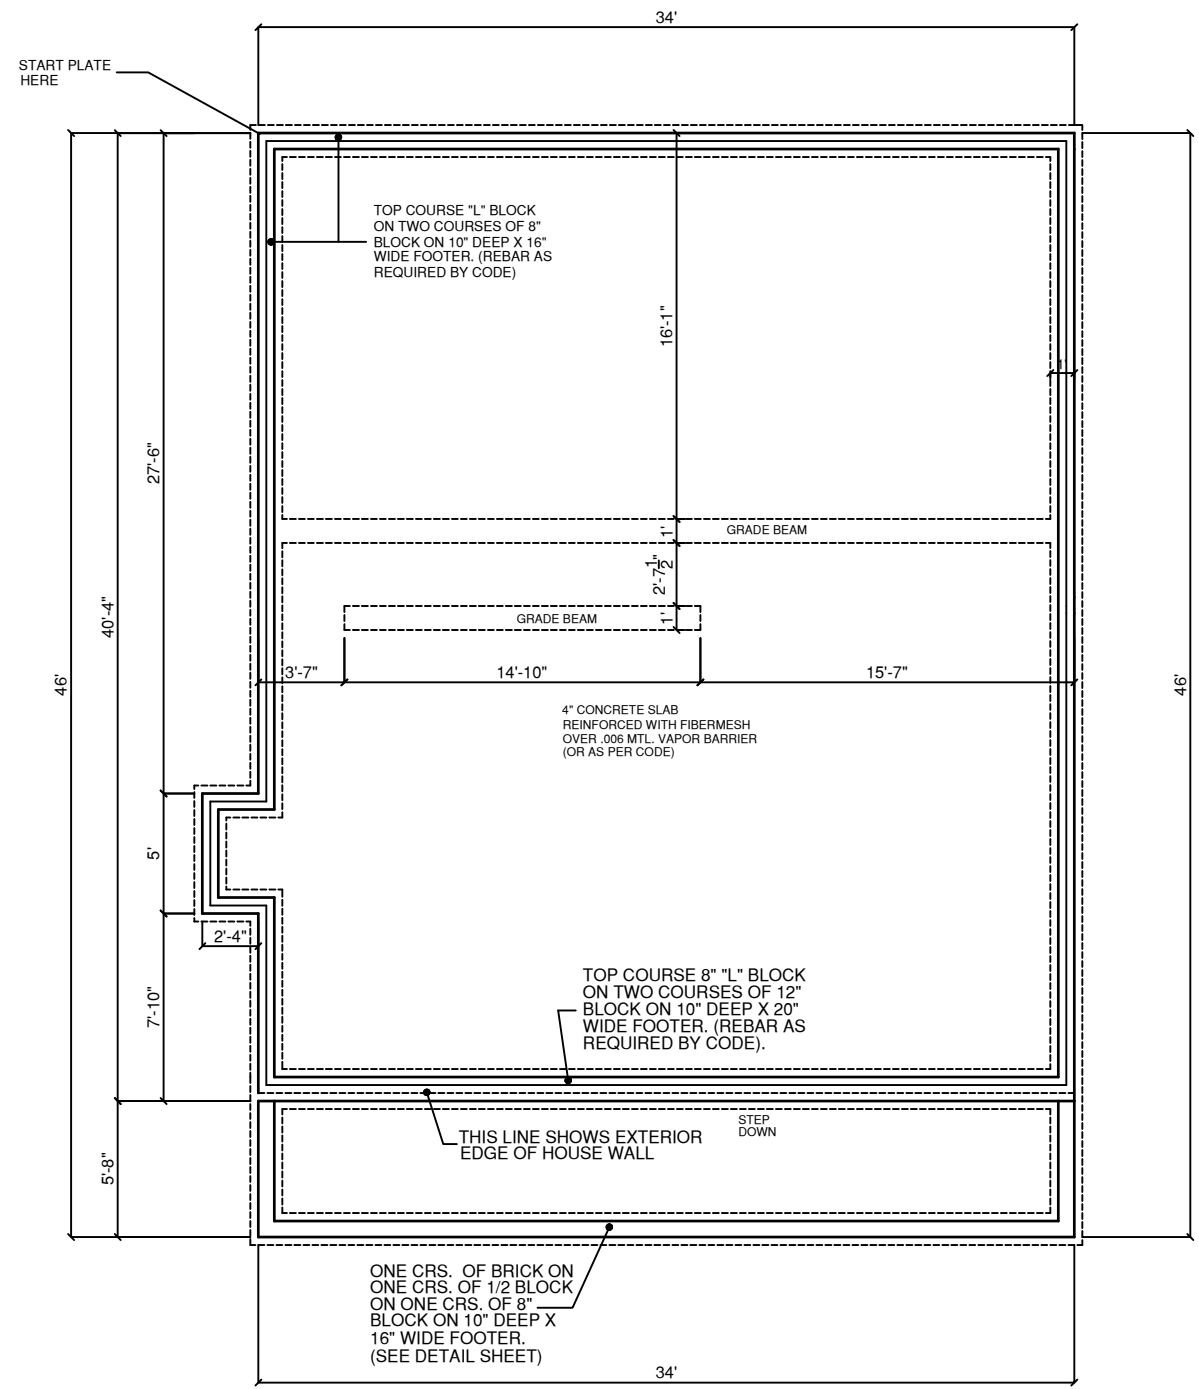 34'
START PLATE
HERE
TOP COURSE "L" BLOCK
ON TWO COURSES OF 8"
BLOCK ON 10" DEEP X 16"
WIDE FOOTER. (REBAR AS
REQUIRED BY CODE)
16'-1"
1'
27'-6"
GRADE BEAM
1'
2'-7 1/2"
GRADE BEAM
1'
40'-4"
46'
46'
3'-7"
14'-10"
15'-7"
4" CONCRETE SLAB
REINFORCED WITH FIBERMESH
OVER .006 MTL. VAPOR BARRIER
(OR AS PER CODE)
5'
2'-4"
7'-10"
TOP COURSE 8" "L" BLOCK
ON TWO COURSES OF 12"
BLOCK ON 10" DEEP X 20"
WIDE FOOTER. (REBAR AS
REQUIRED BY CODE).
STEP
DOWN
THIS LINE SHOWS EXTERIOR
EDGE OF HOUSE WALL
5'-8"
ONE CRS. OF BRICK ON
ONE CRS. OF 1/2 BLOCK
ON ONE CRS. OF 8"
BLOCK ON 10" DEEP X
16" WIDE FOOTER.
(SEE DETAIL SHEET)
34'